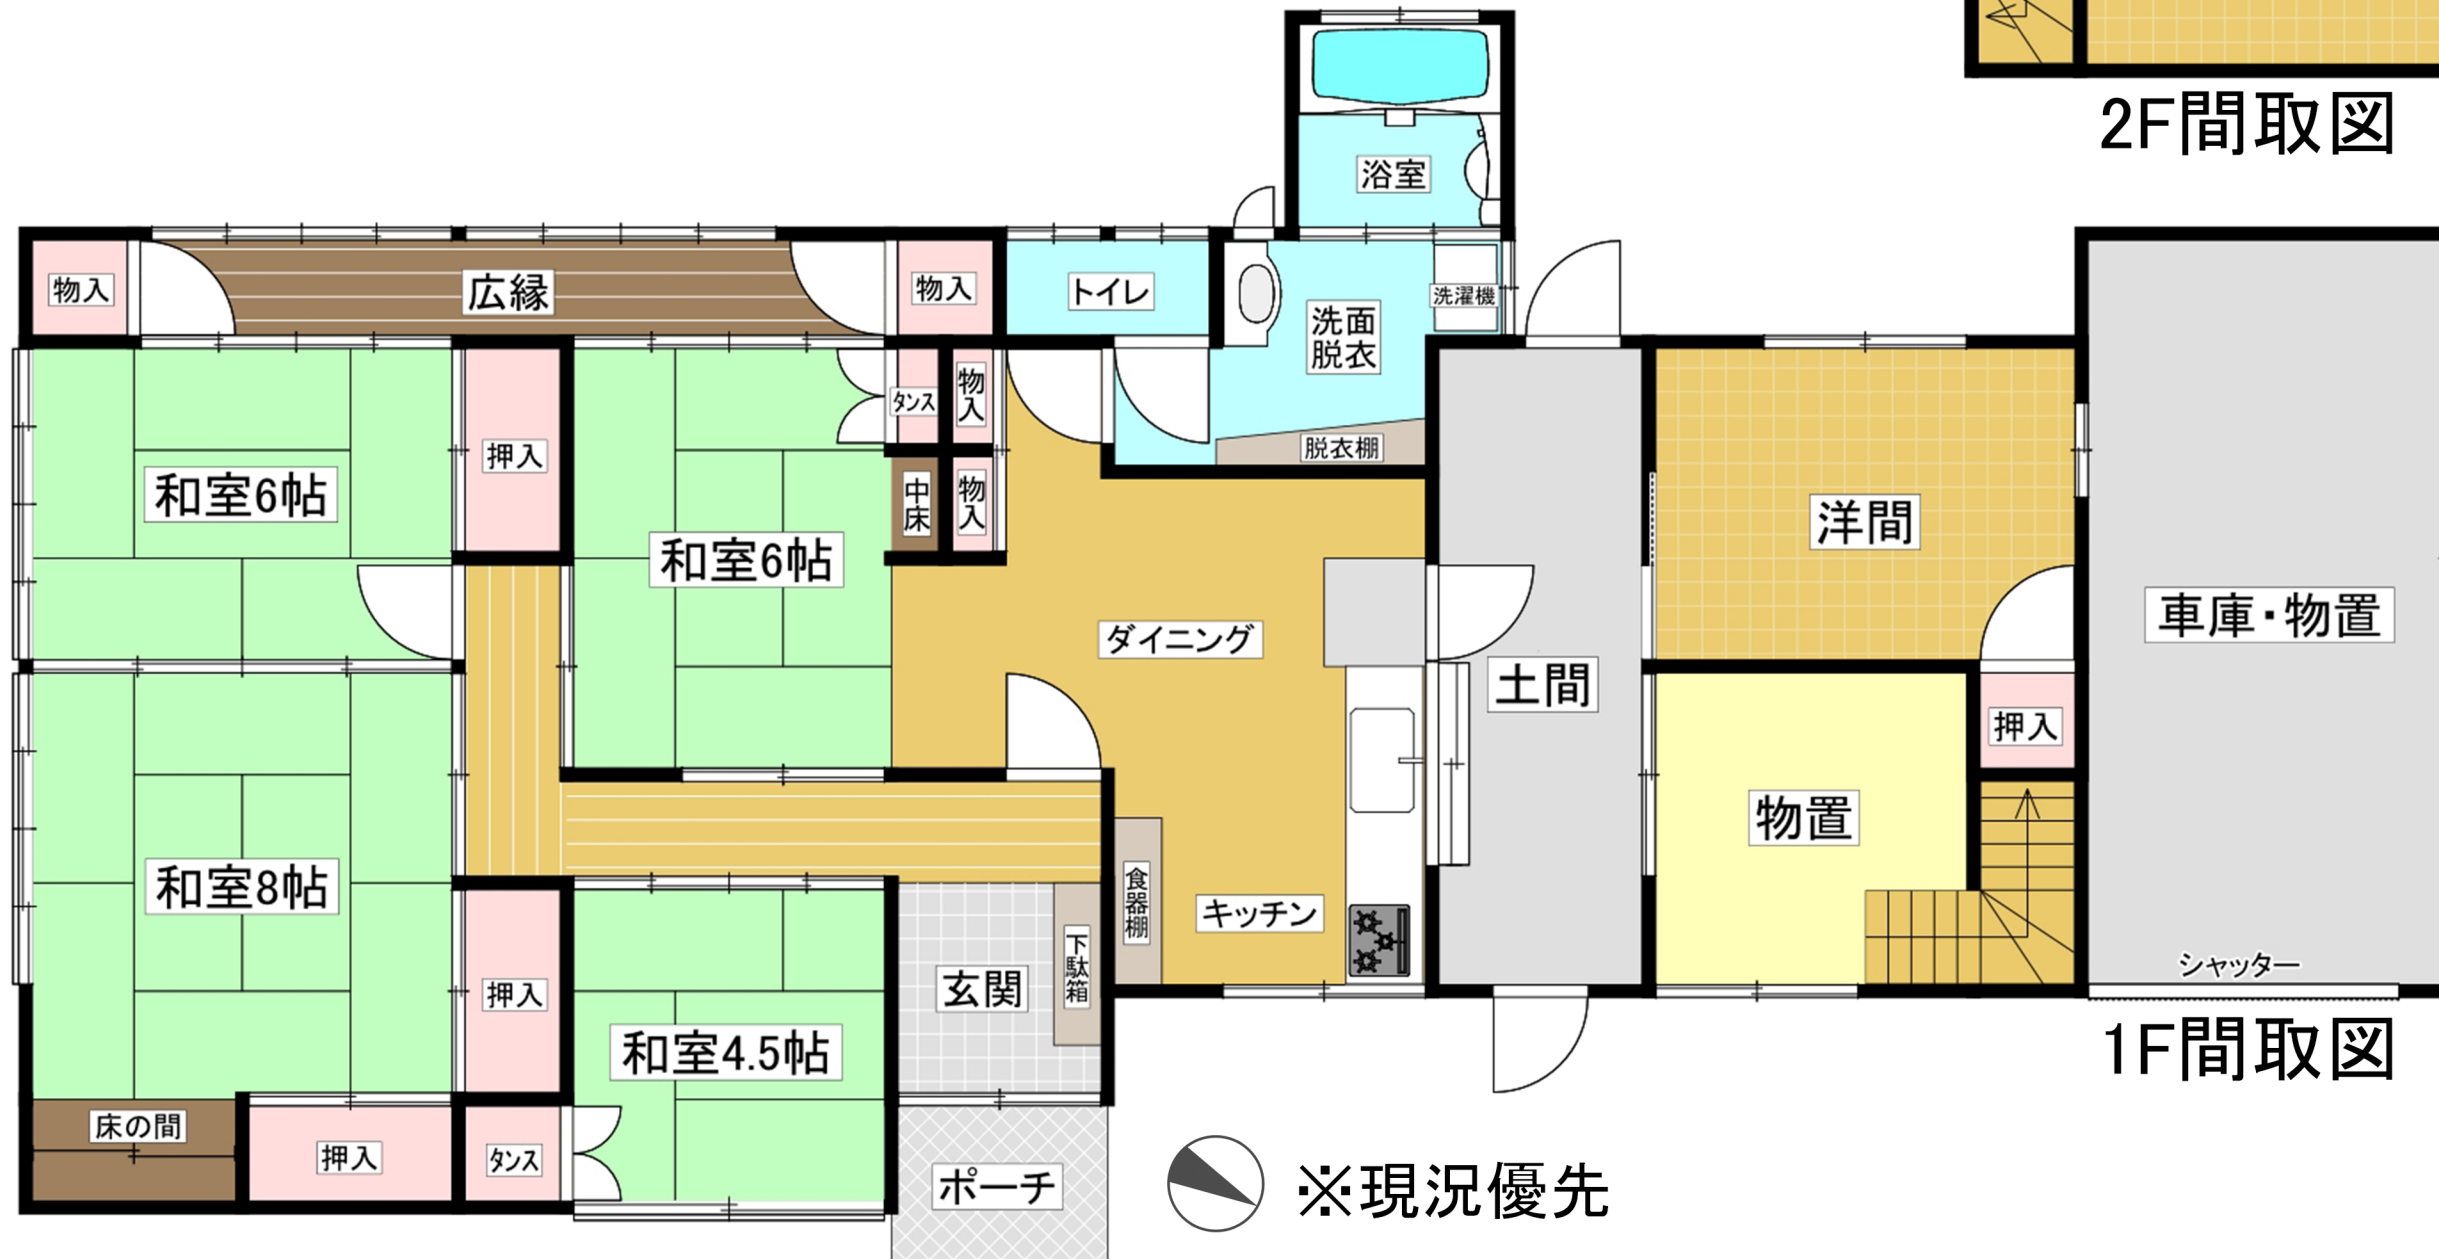 2F間取図
浴室
物入
広縁
物入
トイレ
洗面
脱衣
洗濯機
脱衣棚
和室6帖
押入
和室6帖
タンス
物入
中床
物入
ダイニング
土間
洋間
車庫・物置
押入
物置
和室8帖
押入
和室4.5帖
玄関
下駄箱
食器棚
キッチン
シャッター
1F間取図
床の間
押入
タンス
ポーチ
※現況優先